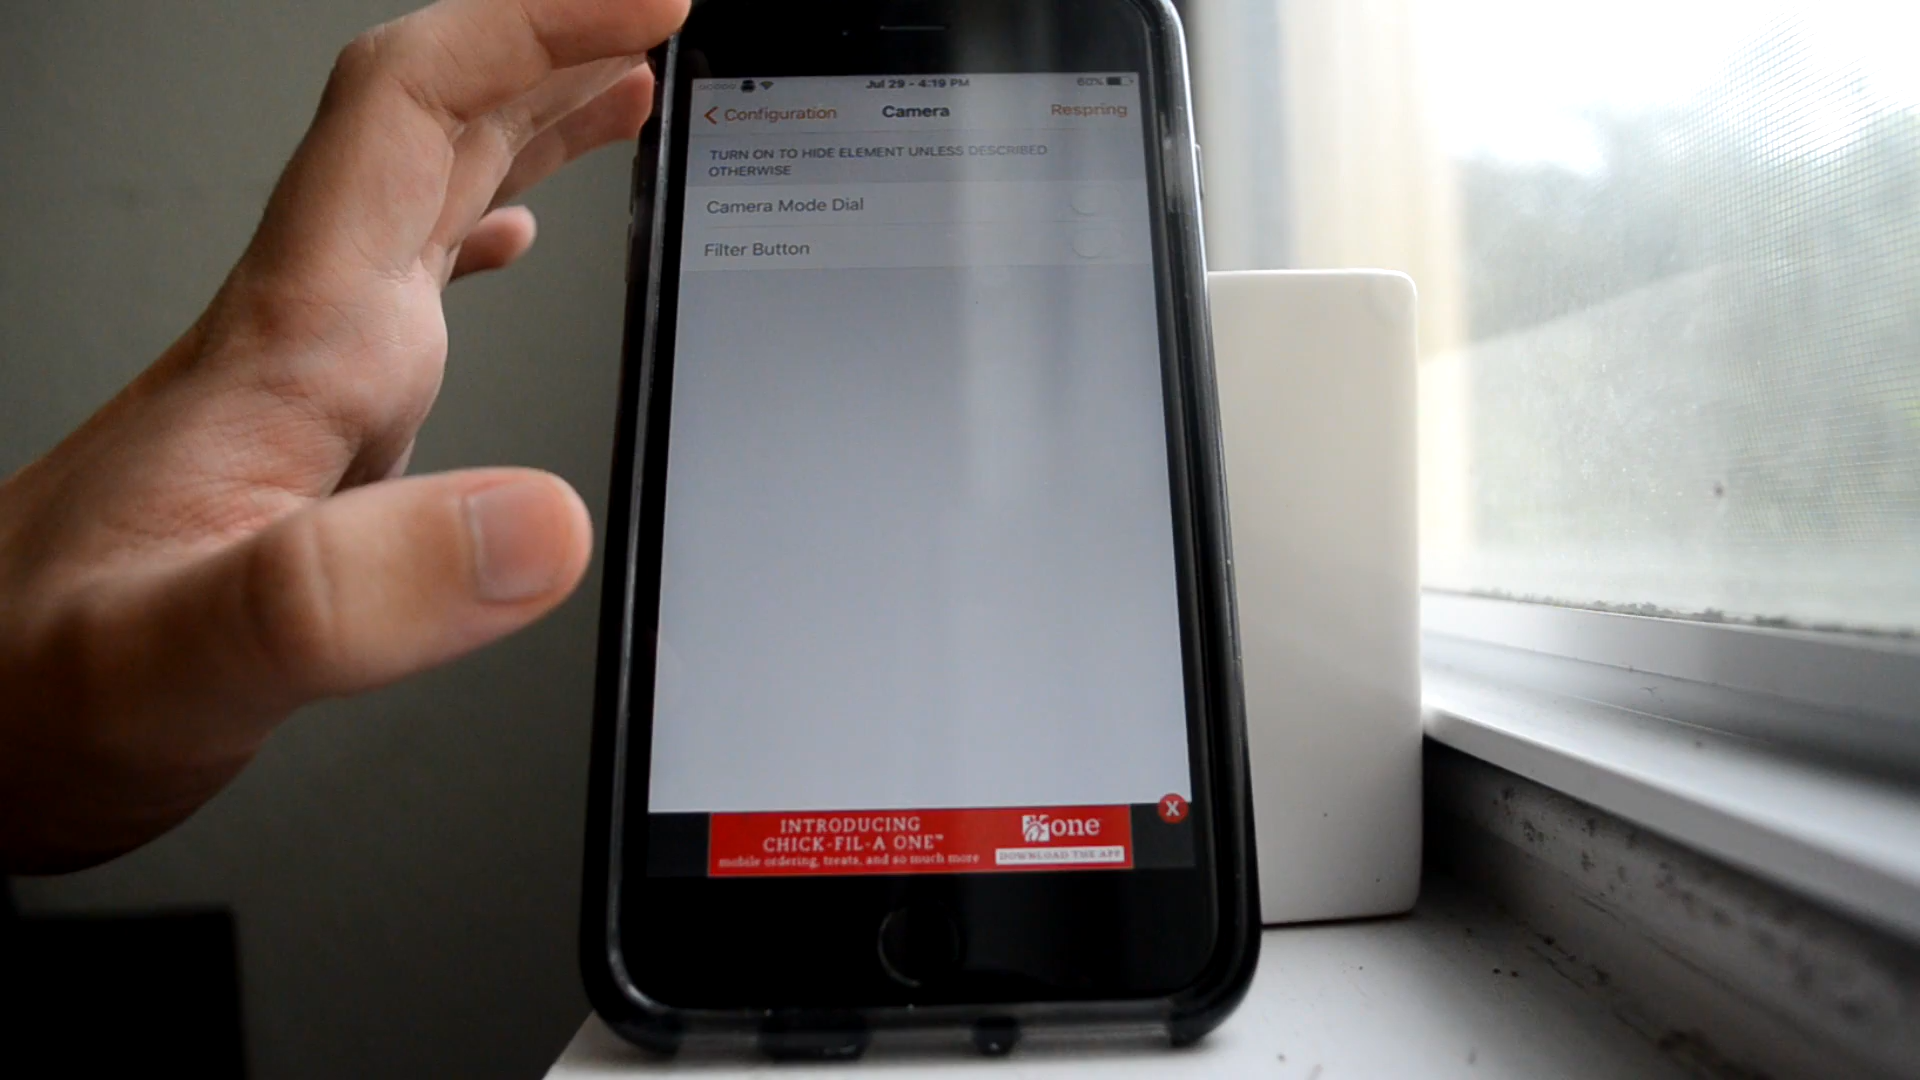 Jul 29 - 4:19 PM
60%
Configuration
Camera
Respring
TURN ON TO HIDE ELEMENT UNLESS DESCRIBED
OTHERWISE
Camera Mode Dial
Filter Button
X
INTRODUCING
CHICK-FIL-A ONE™
mobile ordering, treats, and so much more
one
DOWNLOAD THE APP